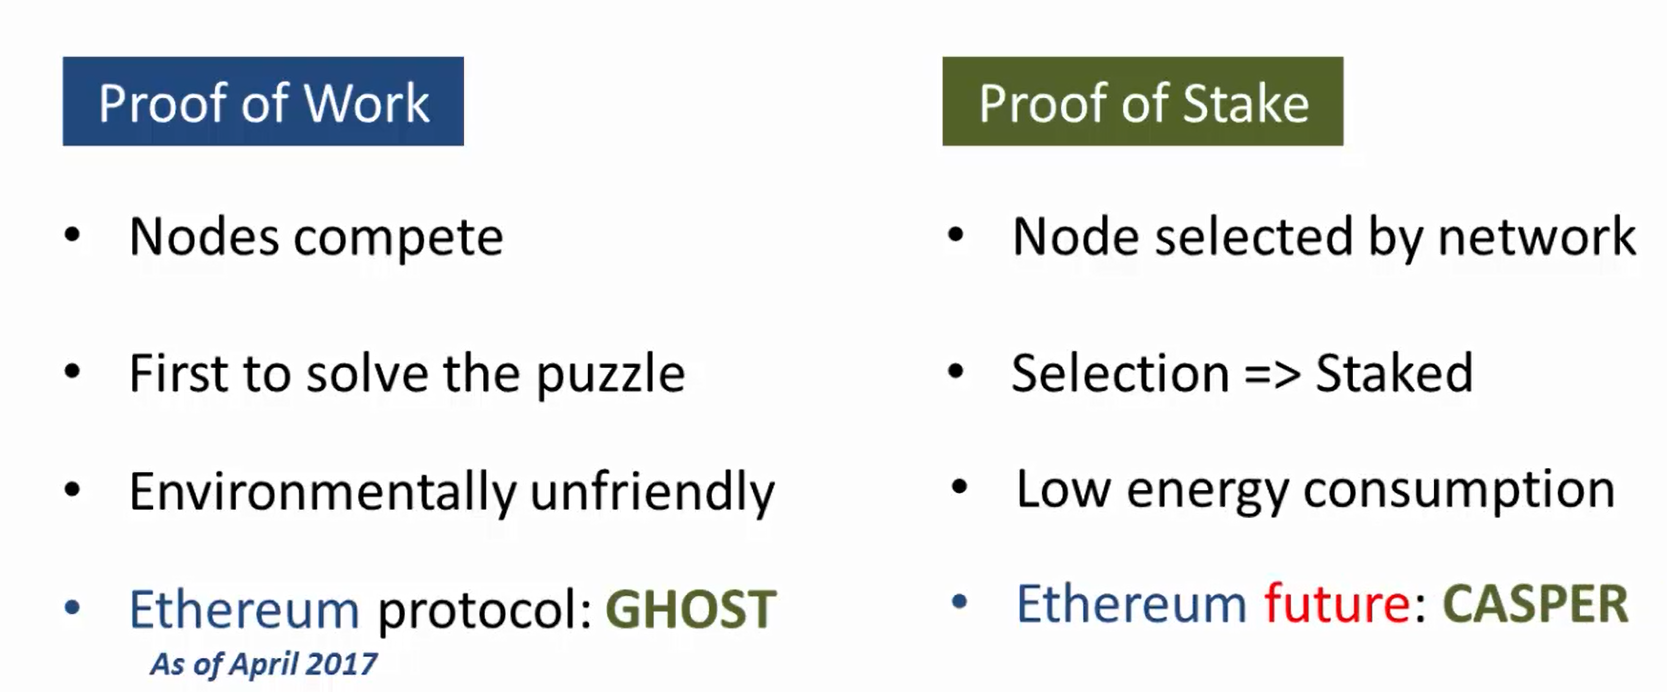 Proof of Work
• Nodes compete
• First to solve the puzzle
• Environmentally unfriendly
• Ethereum protocol: GHOST
As of April 2017
Proof of Stake
• Node selected by network
• Selection => Staked
• Low energy consumption
• Ethereum future: CASPER